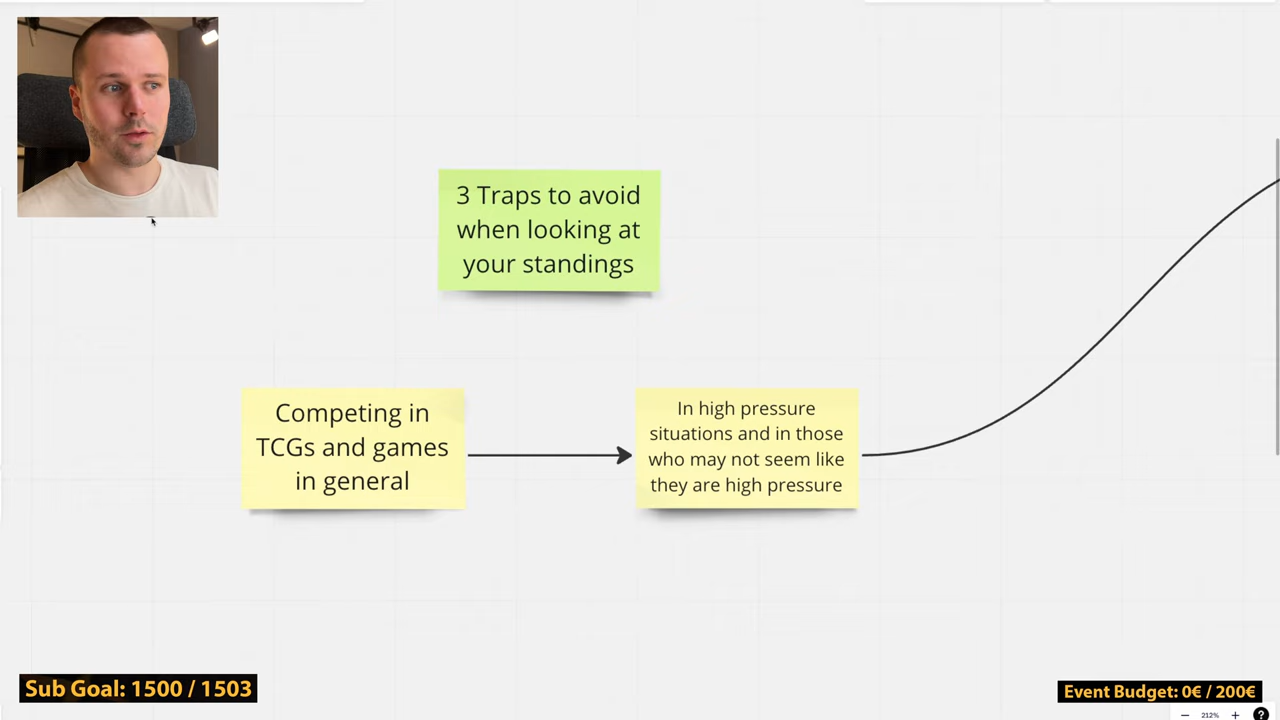 3 Traps to avoid
when looking at
your standings
Competing in
TCGs and games
in general
In high pressure
situations and in those
who may not seem like
they are high pressure
Sub Goal: 1500 / 1503
Event Budget: 0€ / 200€
− 212% + ?